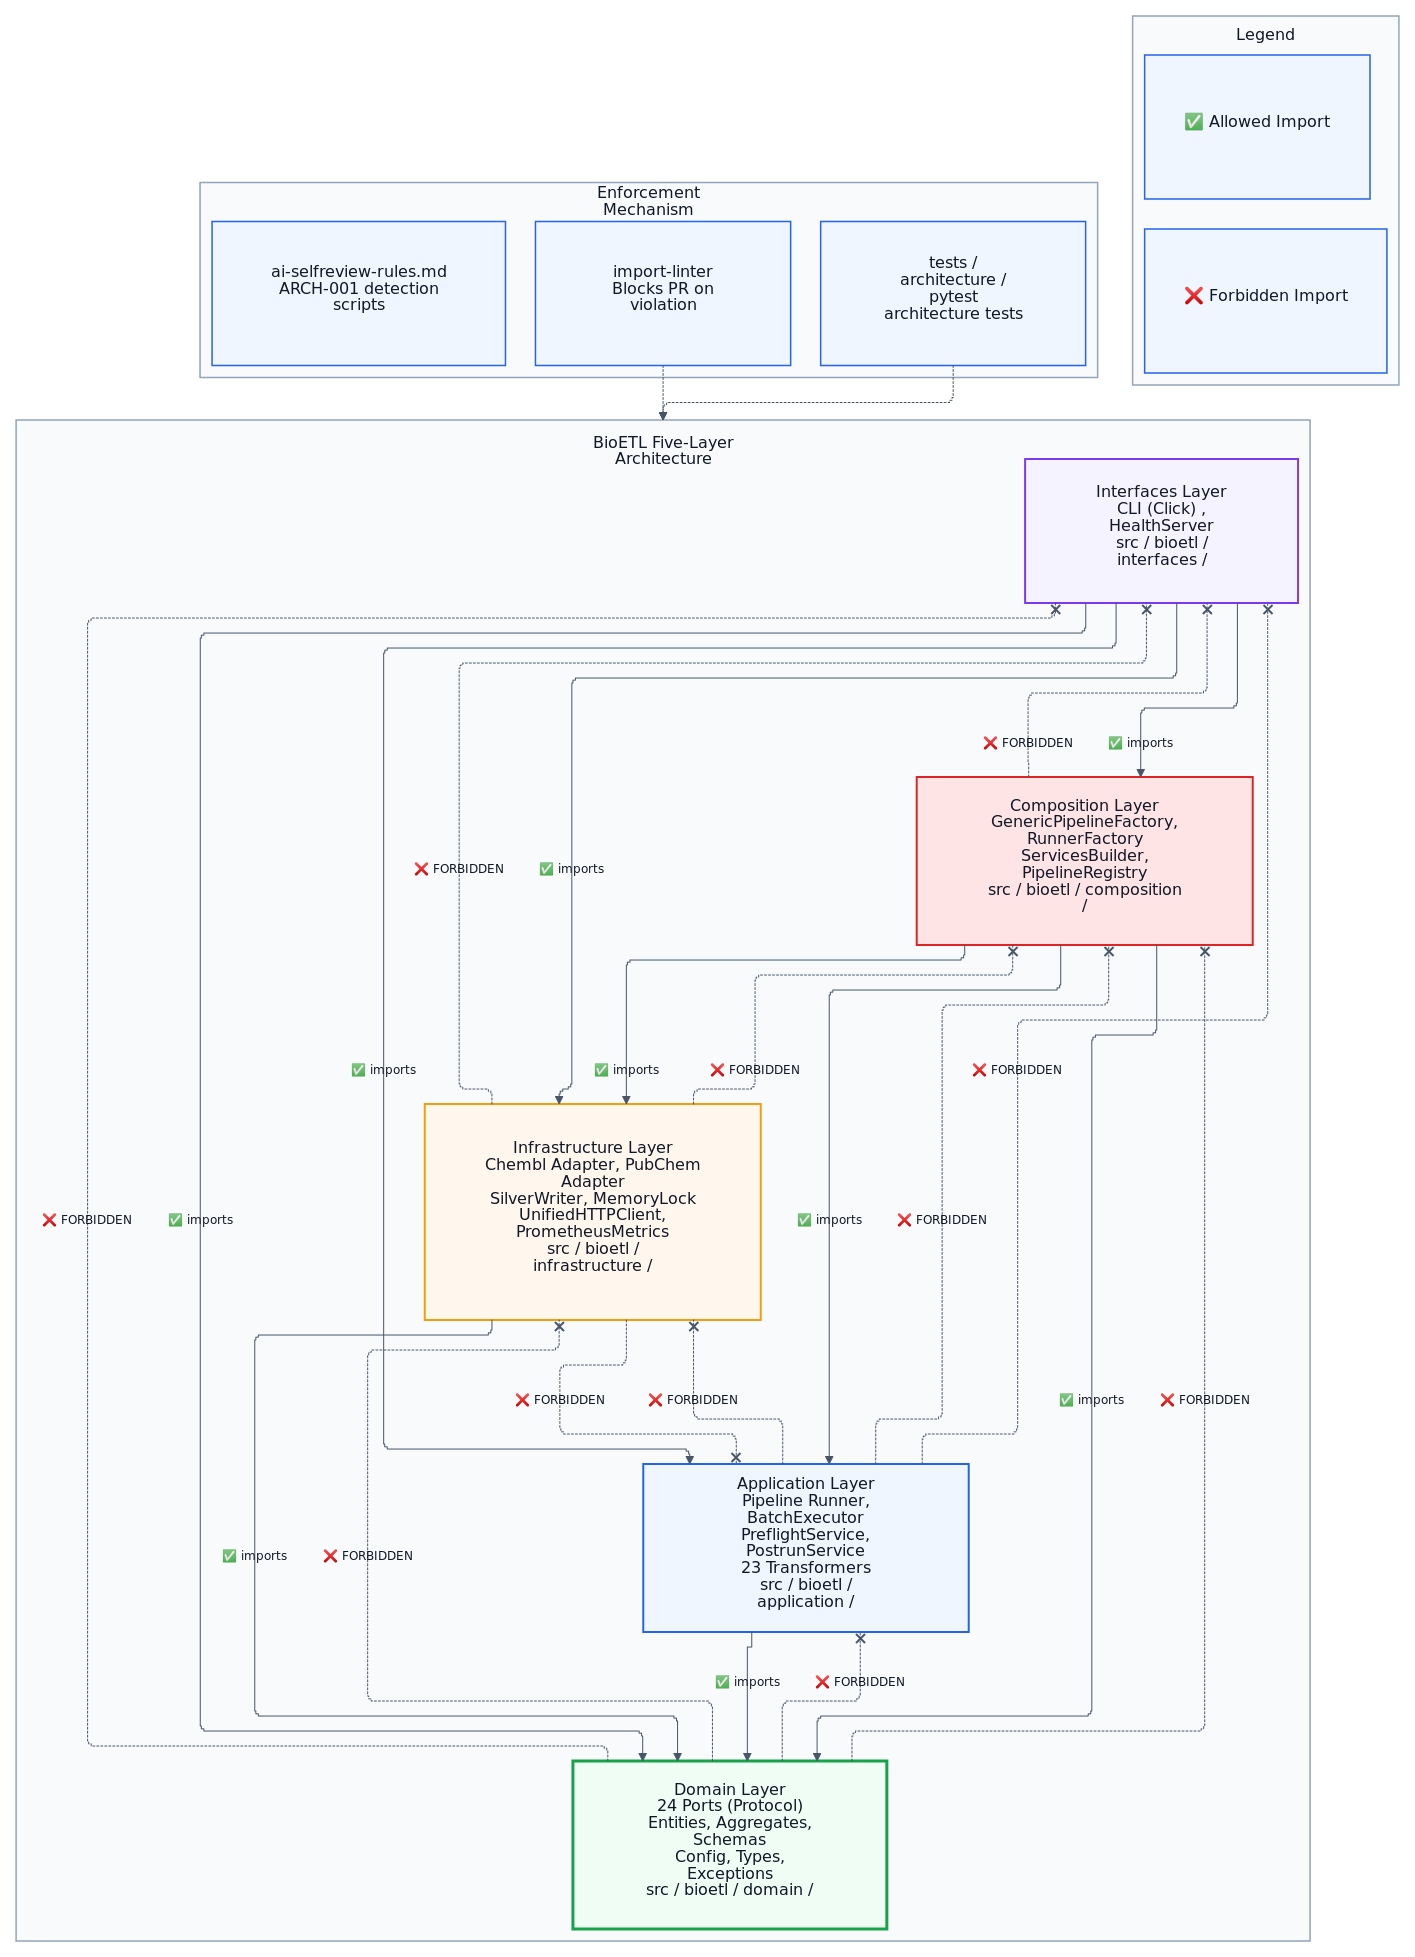 Legend
✅ Allowed Import
❌ Forbidden Import
Enforcement
Mechanism
ai-selfreview-rules.md
ARCH-001 detection
scripts
import-linter
Blocks PR on
violation
tests /
architecture /
pytest
architecture tests
BioETL Five-Layer
Architecture
Interfaces Layer
CLI (Click) ,
HealthServer
src / bioetl /
interfaces /
❌ FORBIDDEN
✅ imports
Composition Layer
GenericPipelineFactory,
RunnerFactory
ServicesBuilder,
PipelineRegistry
src / bioetl / composition
/
❌ FORBIDDEN
✅ imports
✅ imports
✅ imports
❌ FORBIDDEN
❌ FORBIDDEN
Infrastructure Layer
Chembl Adapter, PubChem
Adapter
SilverWriter, MemoryLock
UnifiedHTTPClient,
PrometheusMetrics
src / bioetl /
infrastructure /
❌ FORBIDDEN
✅ imports
✅ imports
❌ FORBIDDEN
❌ FORBIDDEN
❌ FORBIDDEN
✅ imports
❌ FORBIDDEN
Application Layer
Pipeline Runner,
BatchExecutor
PreflightService,
PostrunService
23 Transformers
src / bioetl /
application /
✅ imports
❌ FORBIDDEN
✅ imports
❌ FORBIDDEN
Domain Layer
24 Ports (Protocol)
Entities, Aggregates,
Schemas
Config, Types,
Exceptions
src / bioetl / domain /